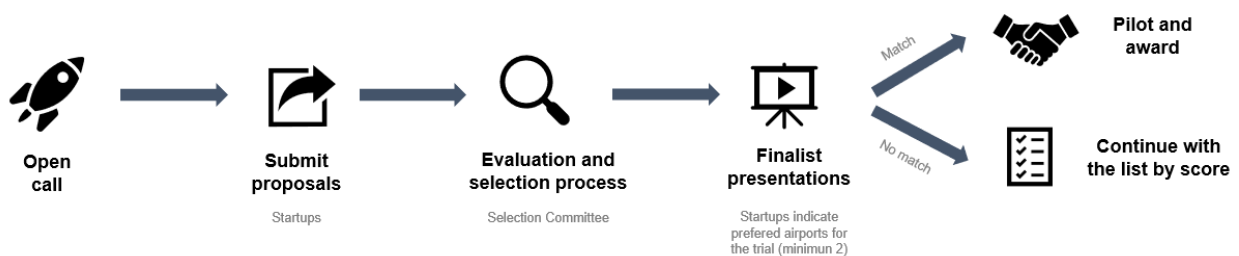 Open
call
Submit
proposals
Startups
Evaluation and
selection process
Selection Committee
Finalist
presentations
Startups indicate
prefered airports for
the trial (minimun 2)
Match
Pilot and
award
No match
Continue with
the list by score